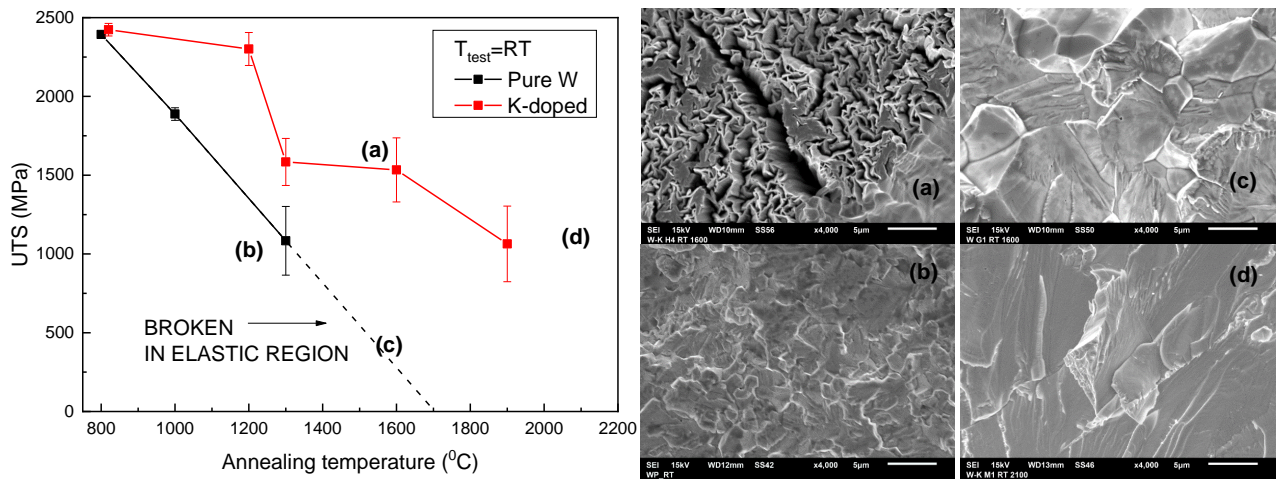 2500
2000
1500
1000
500
0
UTS (MPa)
T_test=RT
Pure W
K-doped
(a)
(b)
(c)
(d)
BROKEN
IN ELASTIC REGION
800 1000 1200 1400 1600 1800 2000 2200
Annealing temperature (⁰C)
(a)
SEI 15kV WD10mm SS56 x4,000 5µm
W-K H4 RT 1600
(c)
SEI 15kV WD10mm SS50 x4,000 5µm
W G1 RT 1600
(b)
SEI 15kV WD12mm SS42 x4,000 5µm
WP_RT
(d)
SEI 15kV WD13mm SS46 x4,000 5µm
W-K M1 RT 2100